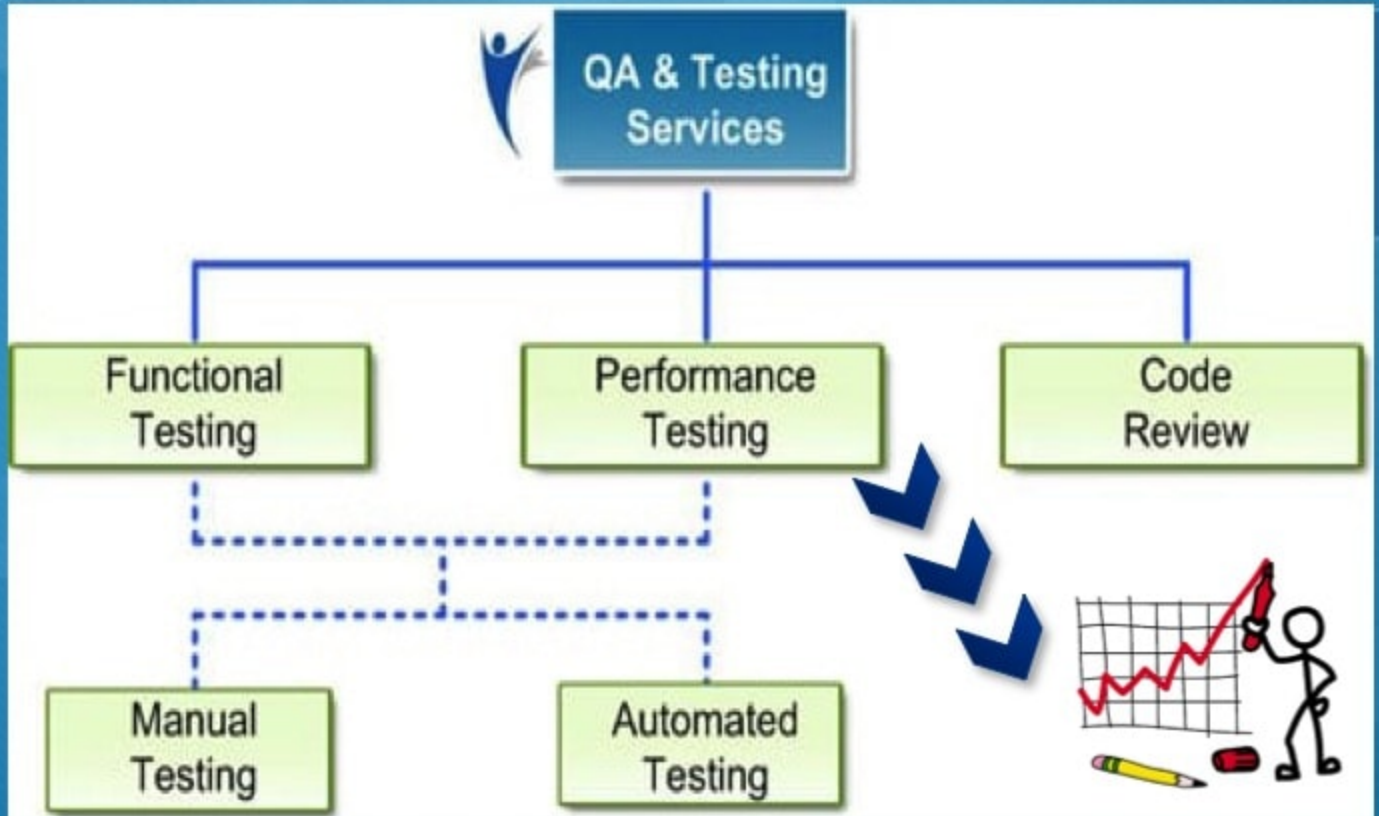 QA & Testing
Services
Functional
Testing
Performance
Testing
Code
Review
Manual
Testing
Automated
Testing